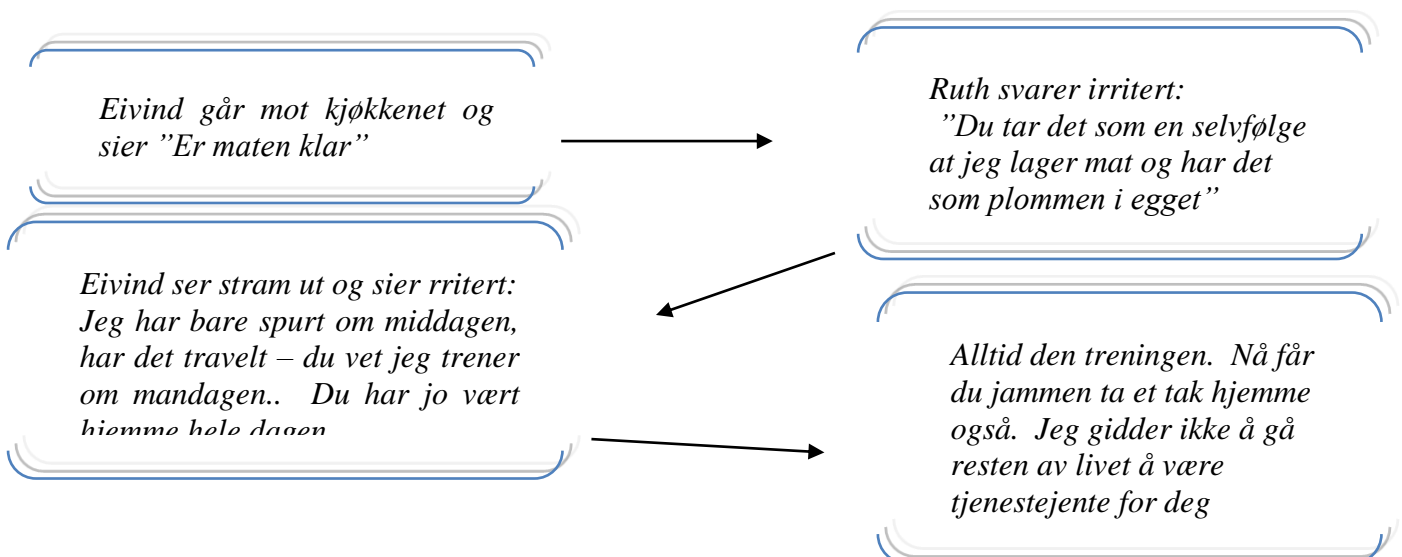 Eivind går mot kjøkkenet og
sier ”Er maten klar”
Ruth svarer irritert:
”Du tar det som en selvfølge
at jeg lager mat og har det
som plommen i egget”
Eivind ser stram ut og sier rritert:
Jeg har bare spurt om middagen,
har det travelt – du vet jeg trener
om mandagen.. Du har jo vært
hjemme hele dagen
Alltid den treningen. Nå får
du jammen ta et tak hjemme
også. Jeg gidder ikke å gå
resten av livet å være
tjenestejente for deg